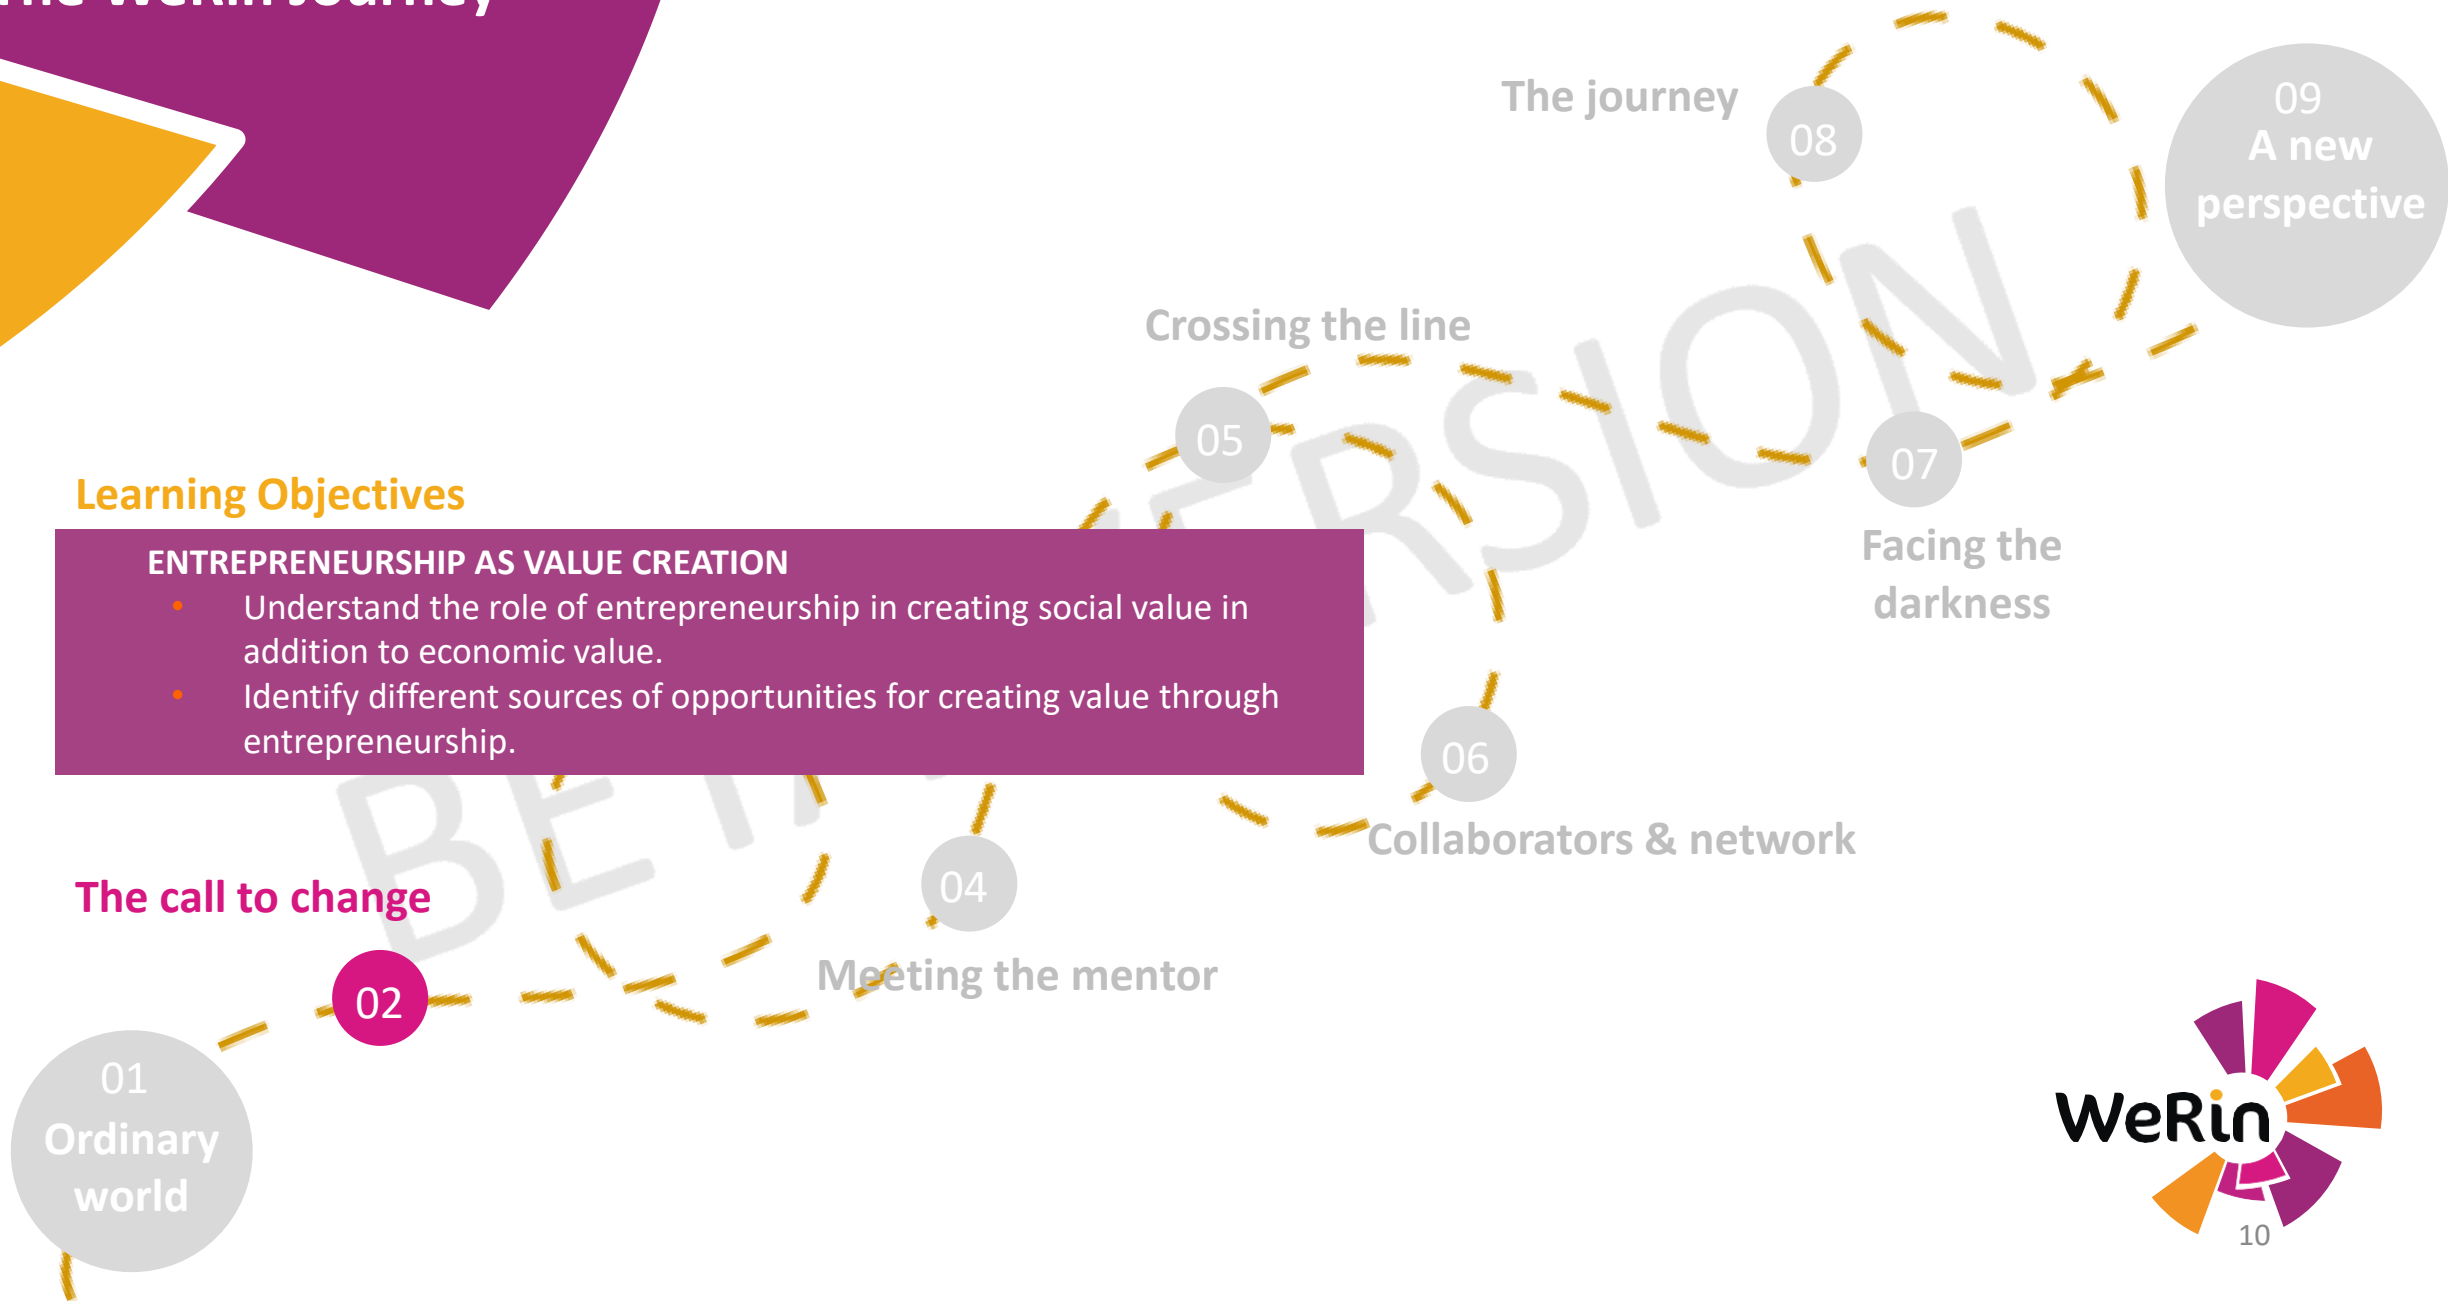 The WeRin Journey
The journey
08
09
A new
perspective
Crossing the line
05
07
Facing the
darkness
Learning Objectives
ENTREPRENEURSHIP AS VALUE CREATION
• Understand the role of entrepreneurship in creating social value in
addition to economic value.
• Identify different sources of opportunities for creating value through
entrepreneurship.
06
Collaborators & network
The call to change
04
Meeting the mentor
02
01
Ordinary
world
WeRin
10